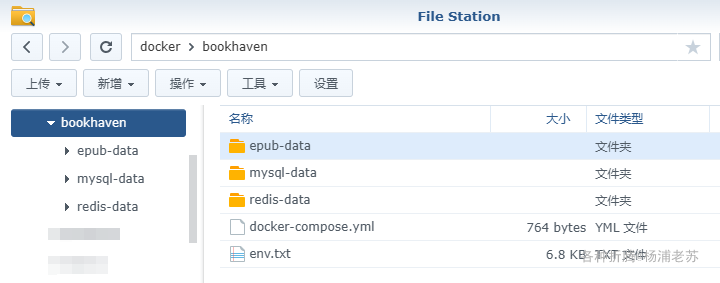 File Station
docker > bookhaven
上传 新增 操作 工具 设置
bookhaven
epub-data
mysql-data
redis-data
名称 大小 文件类型
epub-data 文件夹
mysql-data 文件夹
redis-data 文件夹
docker-compose.yml 764 bytes YML 文件
env.txt 6.8 KB TXT 文件
杨浦老苏